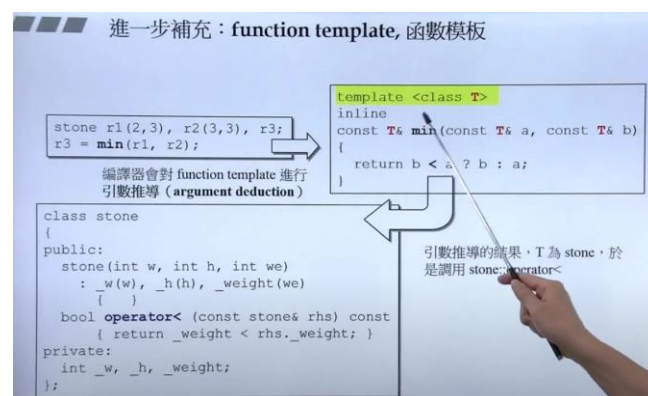 進一步補充：function template, 函數模板
stone r1(2,3), r2(3,3), r3;
r3 = min(r1, r2);
編譯器會對 function template 進行
引數推導（argument deduction）
template <class T>
inline
const T& min(const T& a, const T& b)
{
return b < a ? b : a;
}
引數推導的結果，T 為 stone，於
是調用 stone::operator<
class stone
{
public:
stone(int w, int h, int we)
: _w(w), _h(h), _weight(we)
{ }
bool operator< (const stone& rhs) const
{ return _weight < rhs._weight; }
private:
int _w, _h, _weight;
};